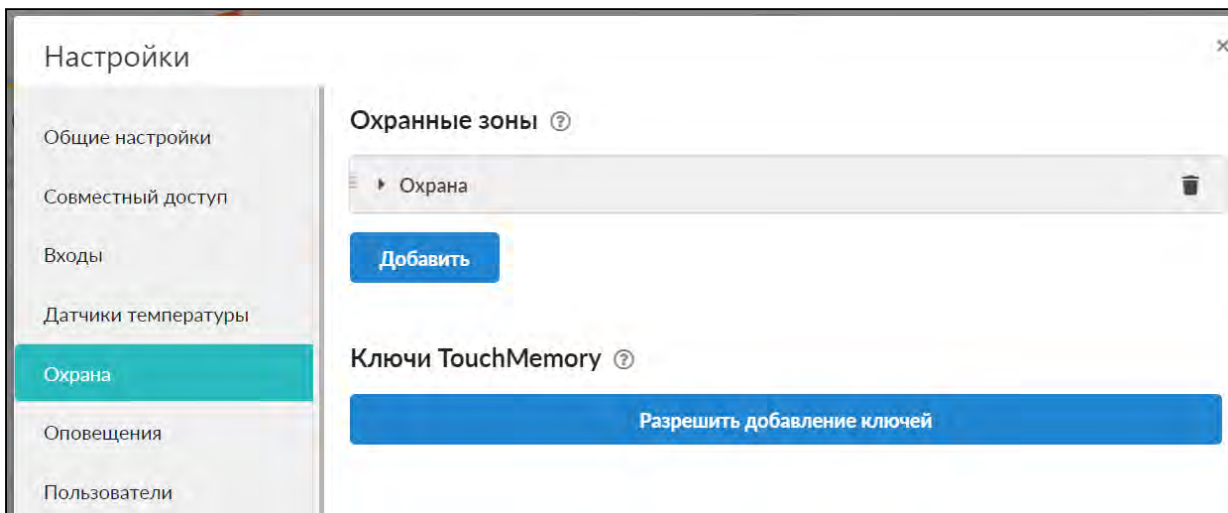 Настройки
Общие настройки
Совместный доступ
Входы
Датчики температуры
Охрана
Оповещения
Пользователи
Охранные зоны
Охрана
Добавить
Ключи TouchMemory
Разрешить добавление ключей